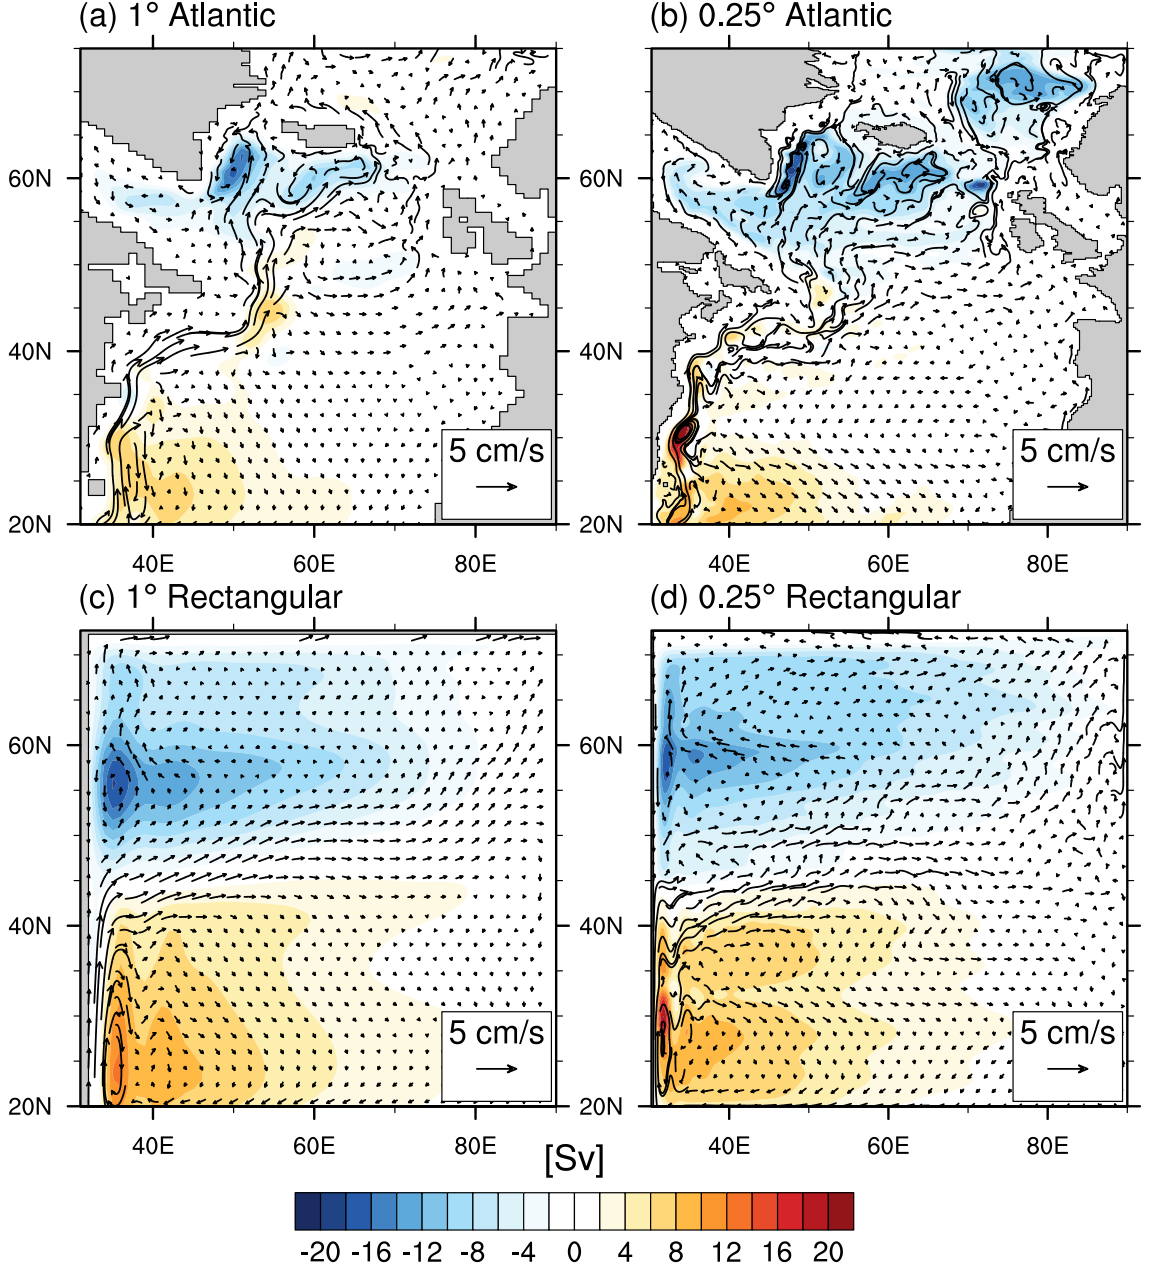 (a) 1° Atlantic
(b) 0.25° Atlantic
60N
40N
20N
60N
40N
20N
5 cm/s
5 cm/s
40E
60E
80E
40E
60E
80E
(c) 1° Rectangular
(d) 0.25° Rectangular
60N
40N
20N
60N
40N
20N
5 cm/s
5 cm/s
40E
60E
80E
40E
60E
80E
[Sv]
-20 -16 -12 -8 -4 0 4 8 12 16 20